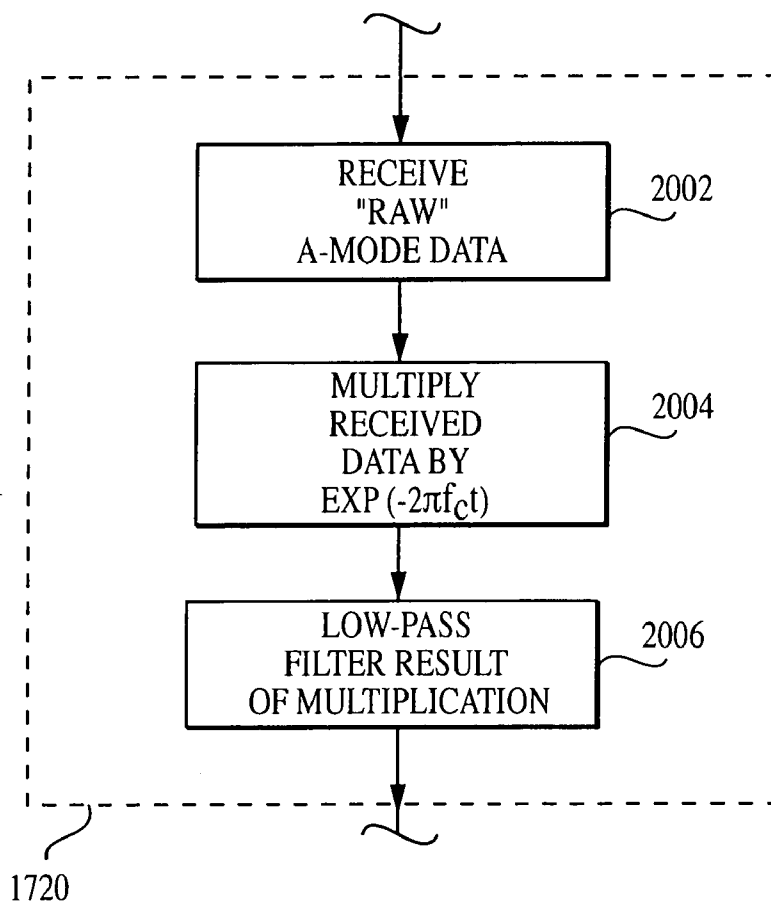 RECEIVE
"RAW"
A-MODE DATA
2002
MULTIPLY
RECEIVED
DATA BY
EXP (-2πfct)
2004
LOW-PASS
FILTER RESULT
OF MULTIPLICATION
2006
1720